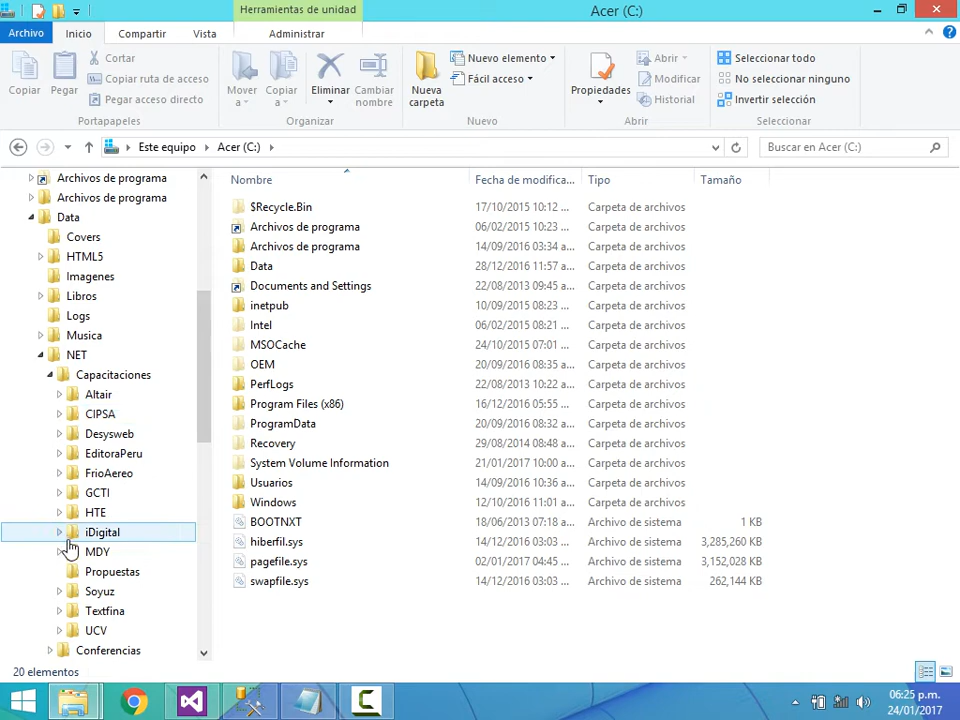 Herramientas de unidad
Acer (C:)
Archivo
Inicio
Compartir
Vista
Administrar
Copiar
Pegar
Cortar
Copiar ruta de acceso
Pegar acceso directo
Portapapeles
Mover a
Copiar a
Eliminar
Cambiar nombre
Organizar
Nueva carpeta
Nuevo elemento
Fácil acceso
Nuevo
Propiedades
Abrir
Modificar
Historial
Abrir
Seleccionar todo
No seleccionar ninguno
Invertir selección
Seleccionar
Este equipo
Acer (C:)
Buscar en Acer (C:)
Archivos de programa
Archivos de programa
Data
Covers
HTML5
Imagenes
Libros
Logs
Musica
NET
Capacitaciones
Altair
CIPSA
Desysweb
EditoraPeru
FrioAereo
GCTI
HTE
iDigital
MDY
Propuestas
Soyuz
Textfina
UCV
Conferencias
Nombre Fecha de modifica... Tipo Tamaño
$Recycle.Bin 17/10/2015 10:12 ... Carpeta de archivos
Archivos de programa 06/02/2015 10:23 ... Carpeta de archivos
Archivos de programa 14/09/2016 03:34 a... Carpeta de archivos
Data 28/12/2016 11:57 a... Carpeta de archivos
Documents and Settings 22/08/2013 09:45 a... Carpeta de archivos
inetpub 10/09/2015 08:23 ... Carpeta de archivos
Intel 06/02/2015 08:21 ... Carpeta de archivos
MSOCache 24/10/2015 07:01 ... Carpeta de archivos
OEM 20/09/2016 08:35 a... Carpeta de archivos
PerfLogs 22/08/2013 10:22 a... Carpeta de archivos
Program Files (x86) 16/12/2016 05:55 ... Carpeta de archivos
ProgramData 20/09/2016 08:32 a... Carpeta de archivos
Recovery 29/08/2014 08:48 a... Carpeta de archivos
System Volume Information 21/01/2017 10:00 a... Carpeta de archivos
Usuarios 14/09/2016 10:36 a... Carpeta de archivos
Windows 12/10/2016 11:01 a... Carpeta de archivos
BOOTNXT 18/06/2013 07:18 a... Archivo de sistema 1 KB
hiberfil.sys 14/12/2016 03:03 ... Archivo de sistema 3,285,260 KB
pagefile.sys 02/01/2017 04:45 ... Archivo de sistema 3,152,028 KB
swapfile.sys 14/12/2016 03:03 ... Archivo de sistema 262,144 KB
20 elementos
06:25 p.m.
24/01/2017